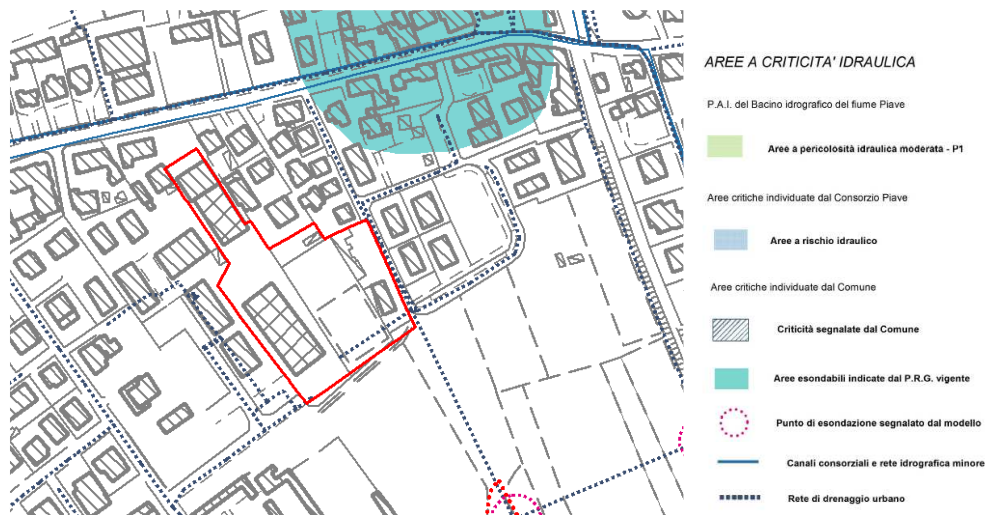 AREE A CRITICITA' IDRAULICA
P.A.I. del Bacino idrografico del fiume Piave
Aree a pericolosità idraulica moderata - P1
Aree critiche individuate dal Consorzio Piave
Aree a rischio idraulico
Aree critiche individuate dal Comune
Criticità segnalate dal Comune
Aree esondabili indicate dal P.R.G. vigente
Punto di esondazione segnalato dal modello
Canali consorziali e rete idrografica minore
Rete di drenaggio urbano